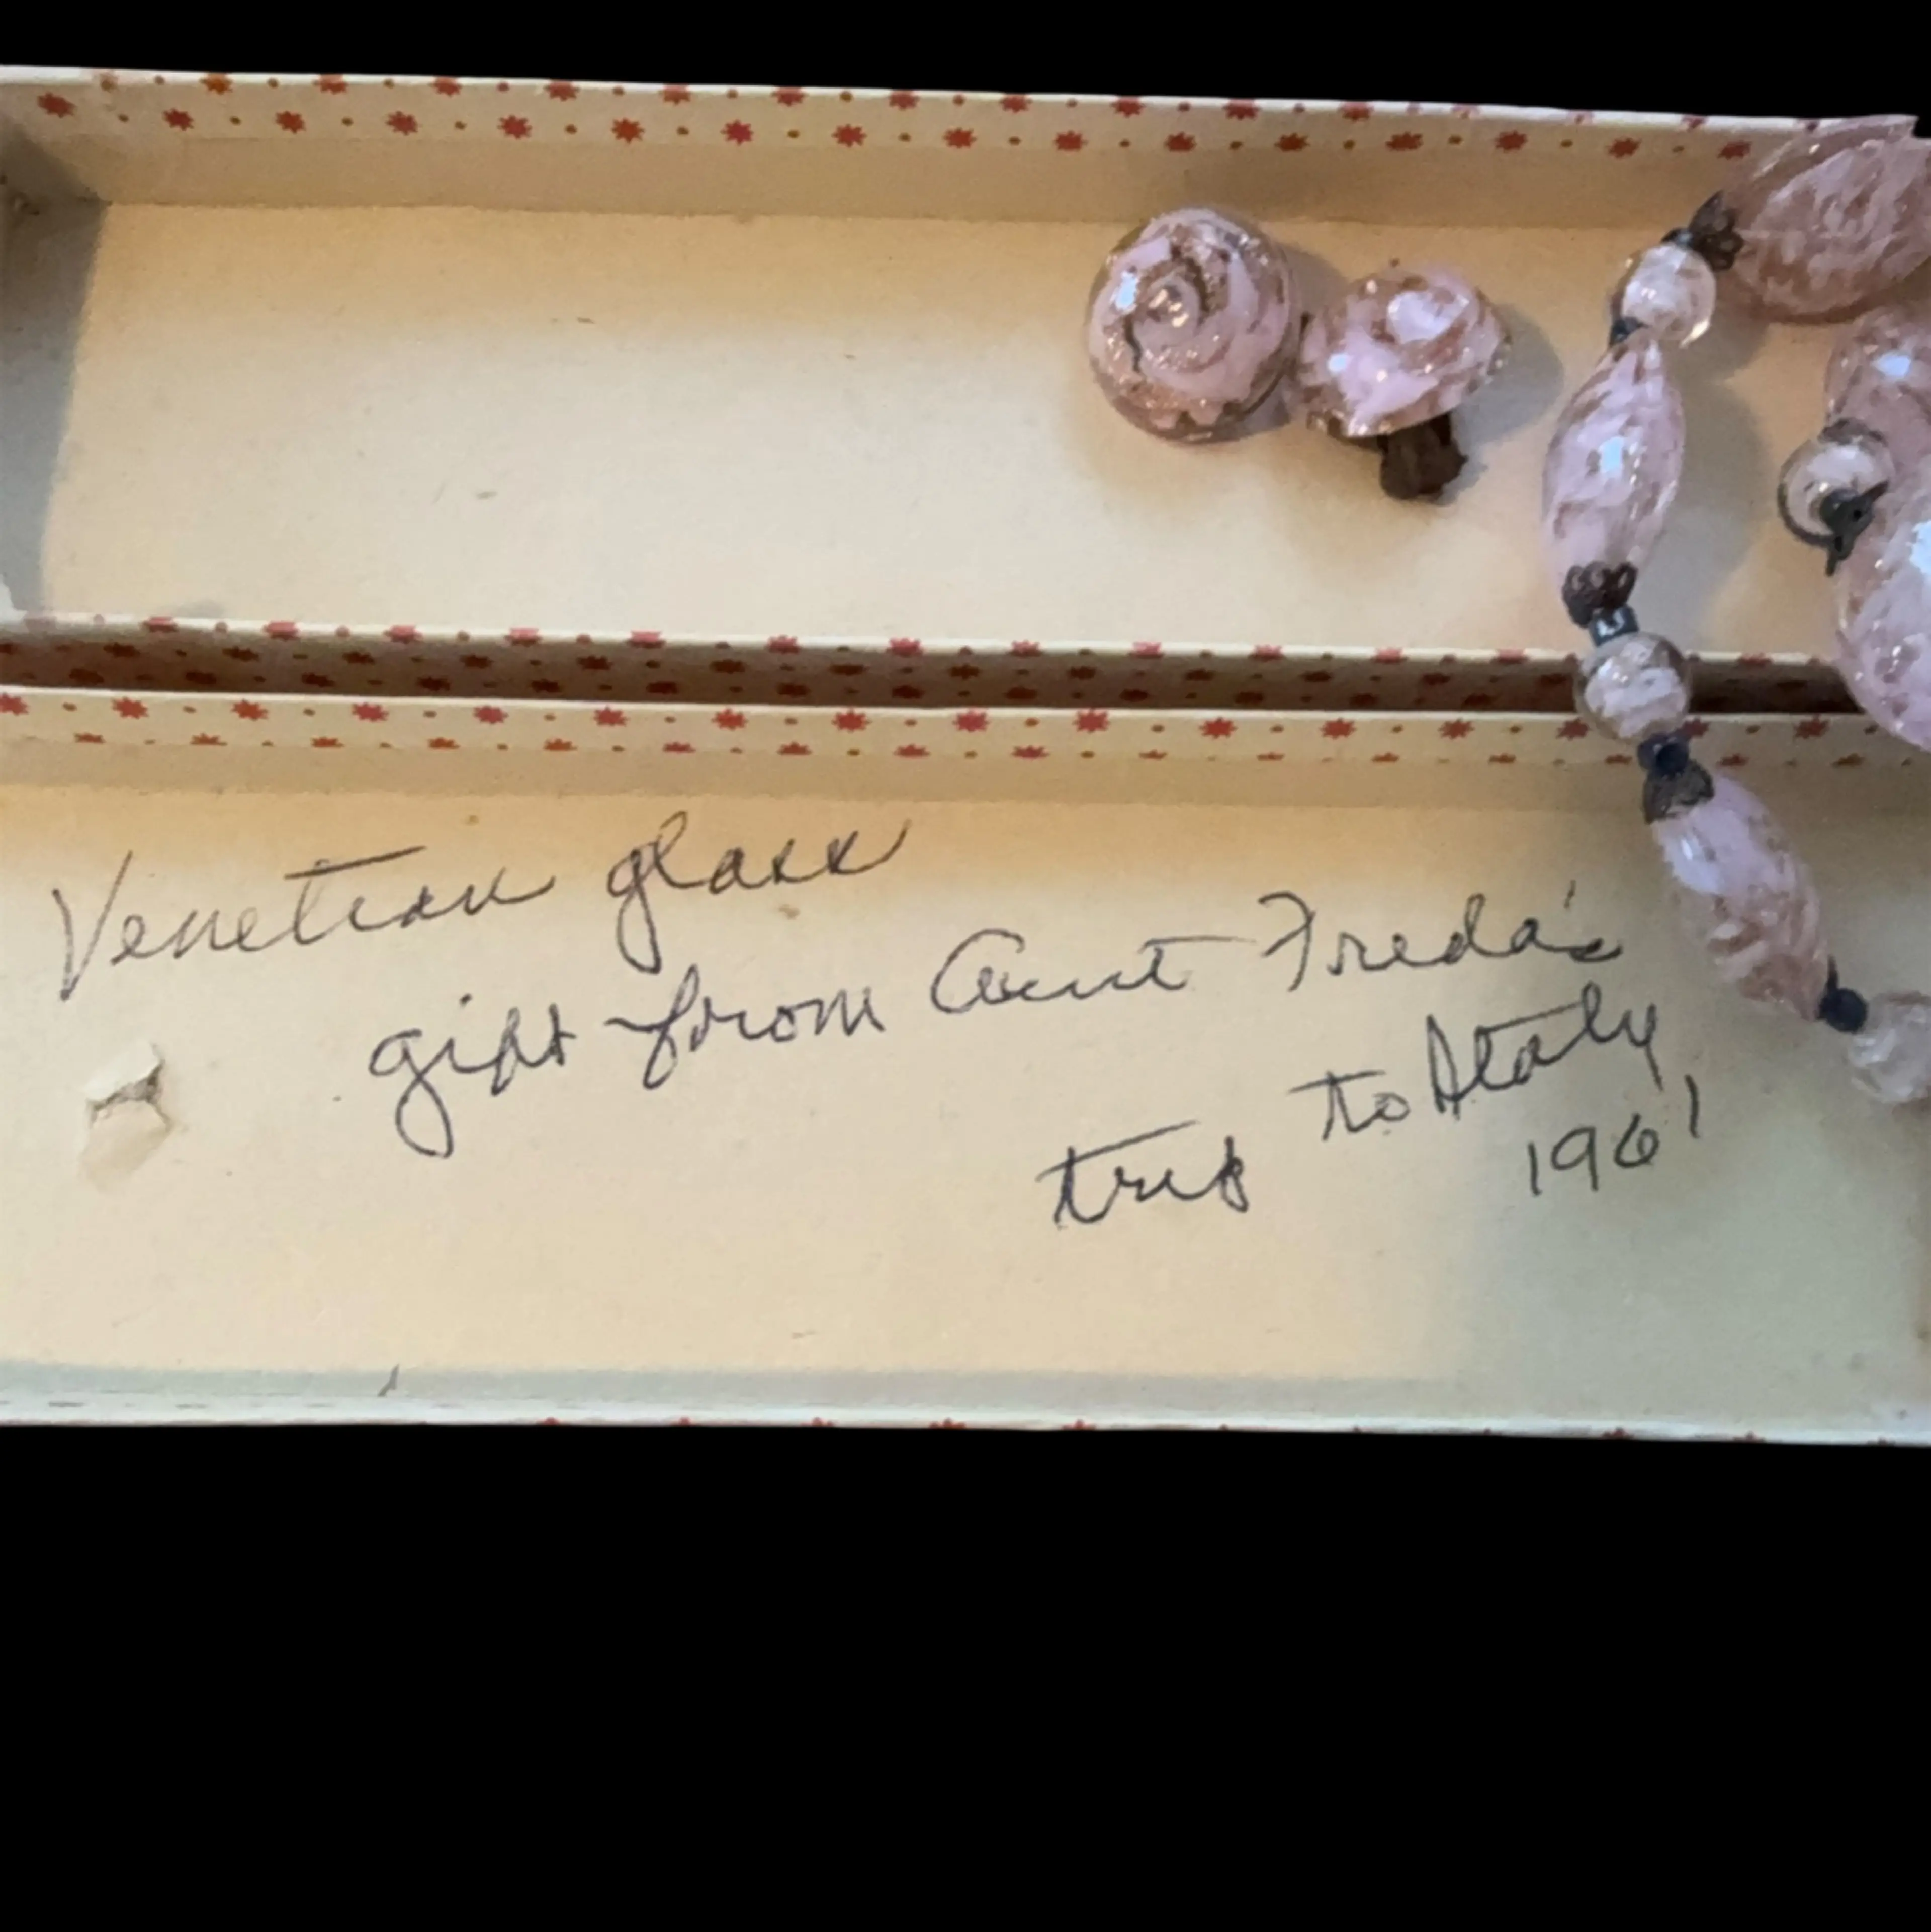 Venetian glass
gift from Aunt Freda's
trip to Italy
1961